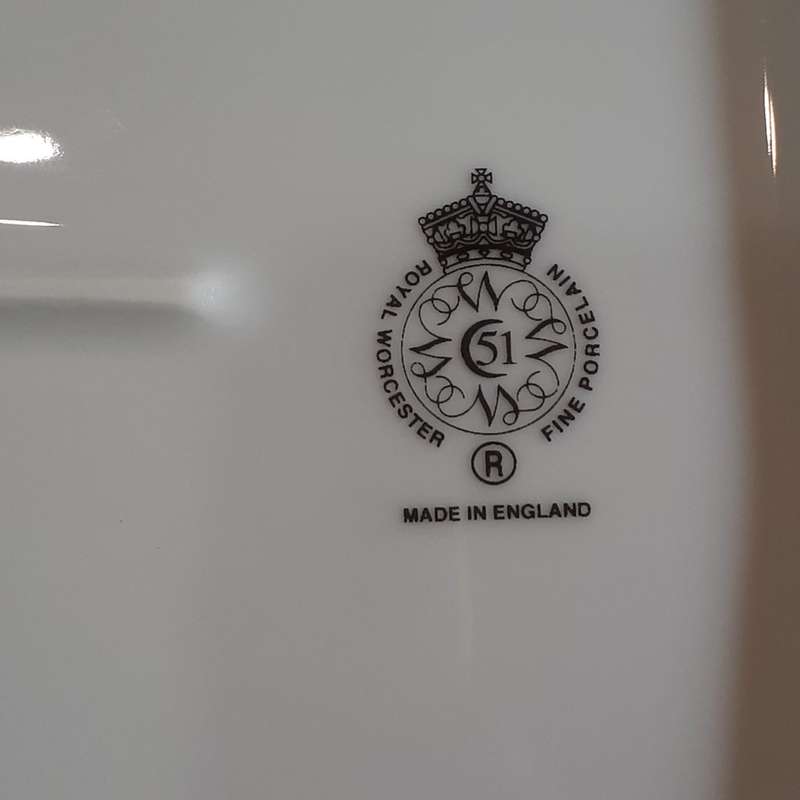 ROYAL WORCESTER
FINE PORCELAIN
51
R
MADE IN ENGLAND